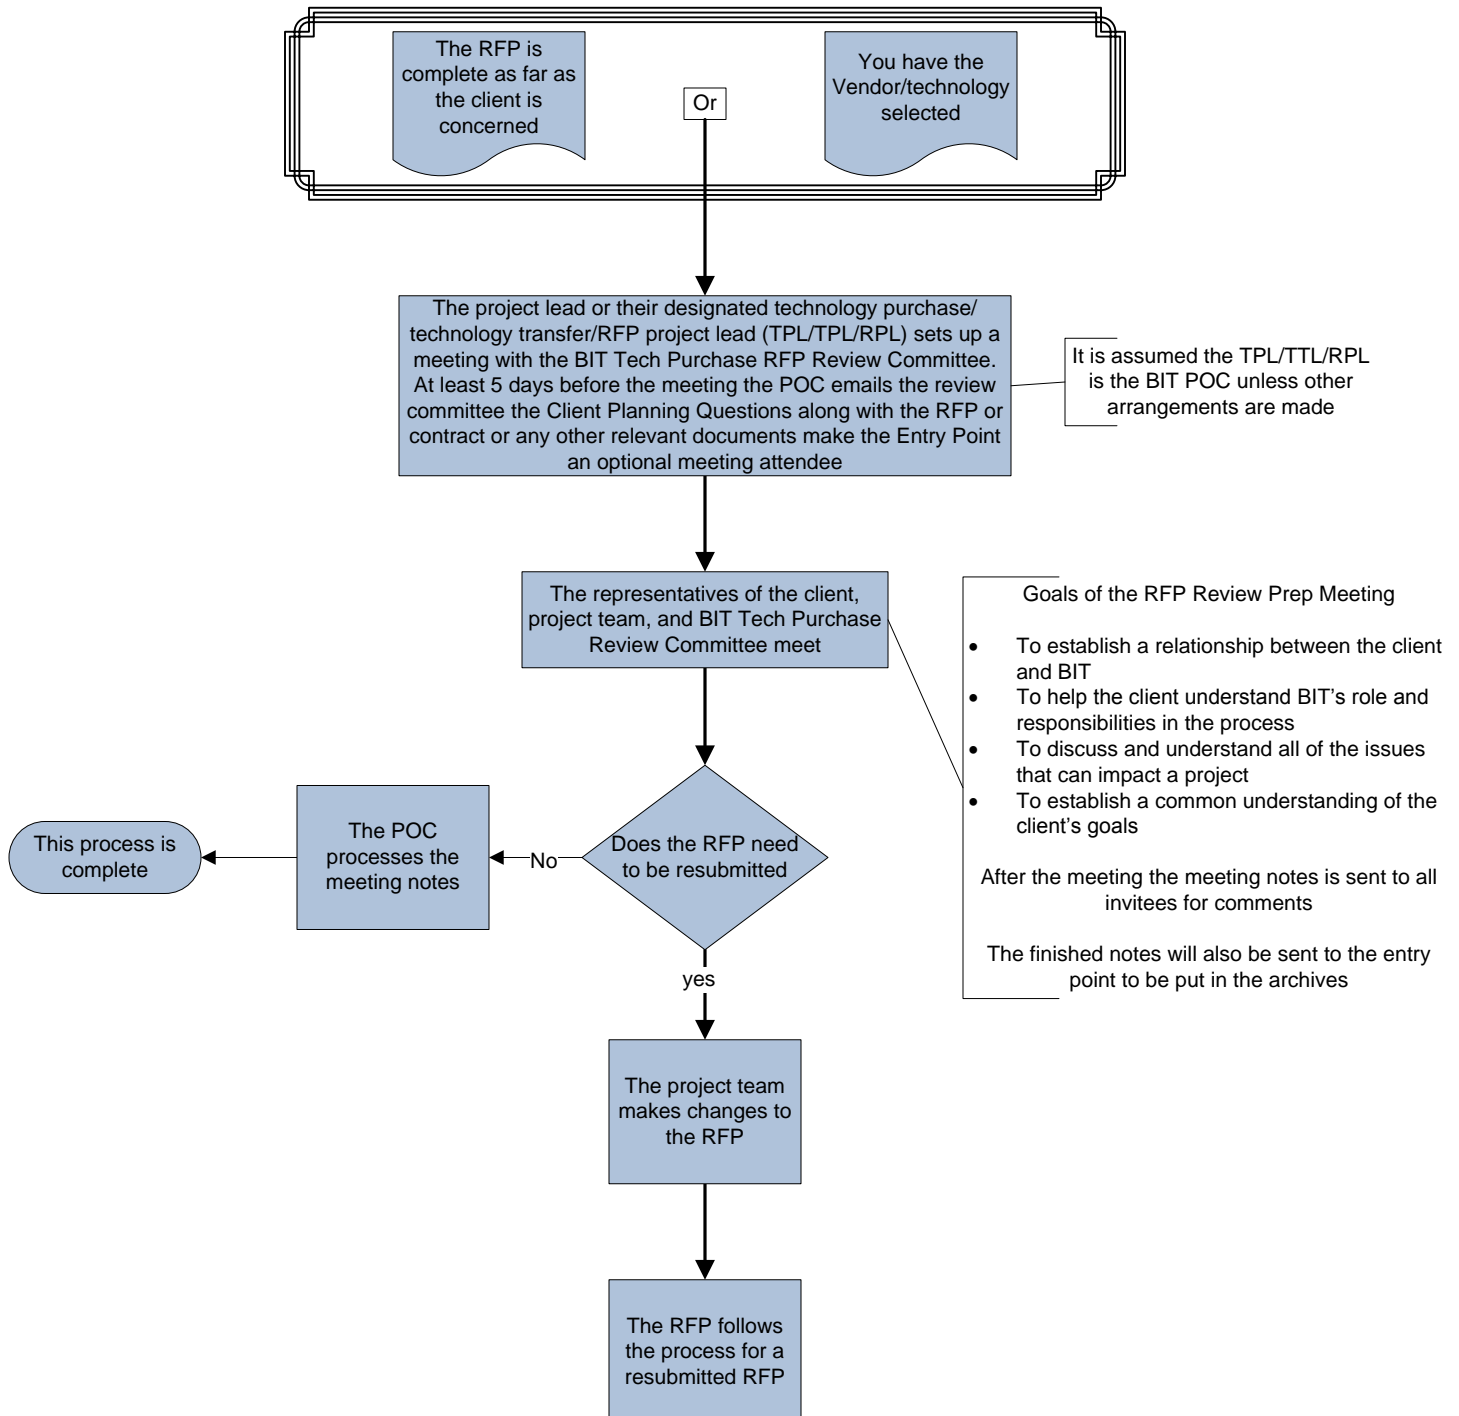 The RFP is
complete as far as
the client is
concerned
Or
You have the
Vendor/technology
selected
The project lead or their designated technology purchase/
technology transfer/RFP project lead (TPL/TPL/RPL) sets up a
meeting with the BIT Tech Purchase RFP Review Committee.
At least 5 days before the meeting the POC emails the review
committee the Client Planning Questions along with the RFP or
contract or any other relevant documents make the Entry Point
an optional meeting attendee
It is assumed the TPL/TTL/RPL
is the BIT POC unless other
arrangements are made
The representatives of the client,
project team, and BIT Tech Purchase
Review Committee meet
Goals of the RFP Review Prep Meeting
• To establish a relationship between the client
and BIT
• To help the client understand BIT’s role and
responsibilities in the process
• To discuss and understand all of the issues
that can impact a project
• To establish a common understanding of the
client’s goals
After the meeting the meeting notes is sent to all
invitees for comments
The finished notes will also be sent to the entry
point to be put in the archives
Does the RFP need
to be resubmitted
No
The POC
processes the
meeting notes
This process is
complete
yes
The project team
makes changes to
the RFP
The RFP follows
the process for a
resubmitted RFP